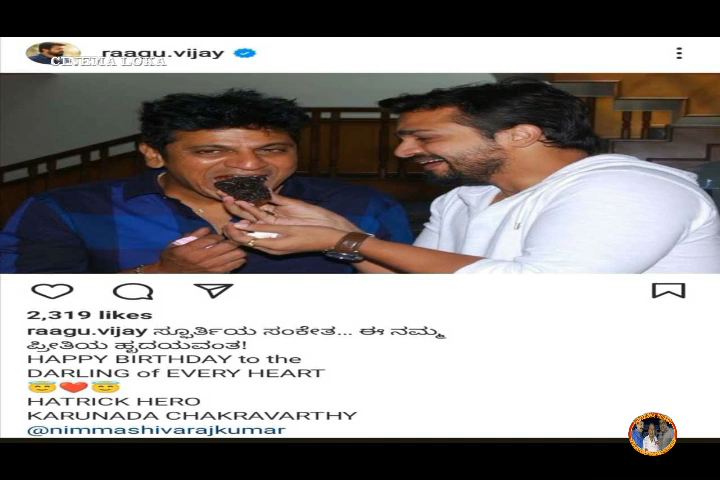 raagu.vijay
CINEMA LOKA
2,319 likes
raagu.vijay ಸ್ಫೂರ್ತಿಯ ಸಂಕೇತ... ಈ ನಮ್ಮ
ಪ್ರೀತಿಯ ಹೃದಯವಂತ!
HAPPY BIRTHDAY to the
DARLING of EVERY HEART
😇❤️😇
HATRICK HERO
KARUNADA CHAKRAVARTHY
@nimmashivarajkumar